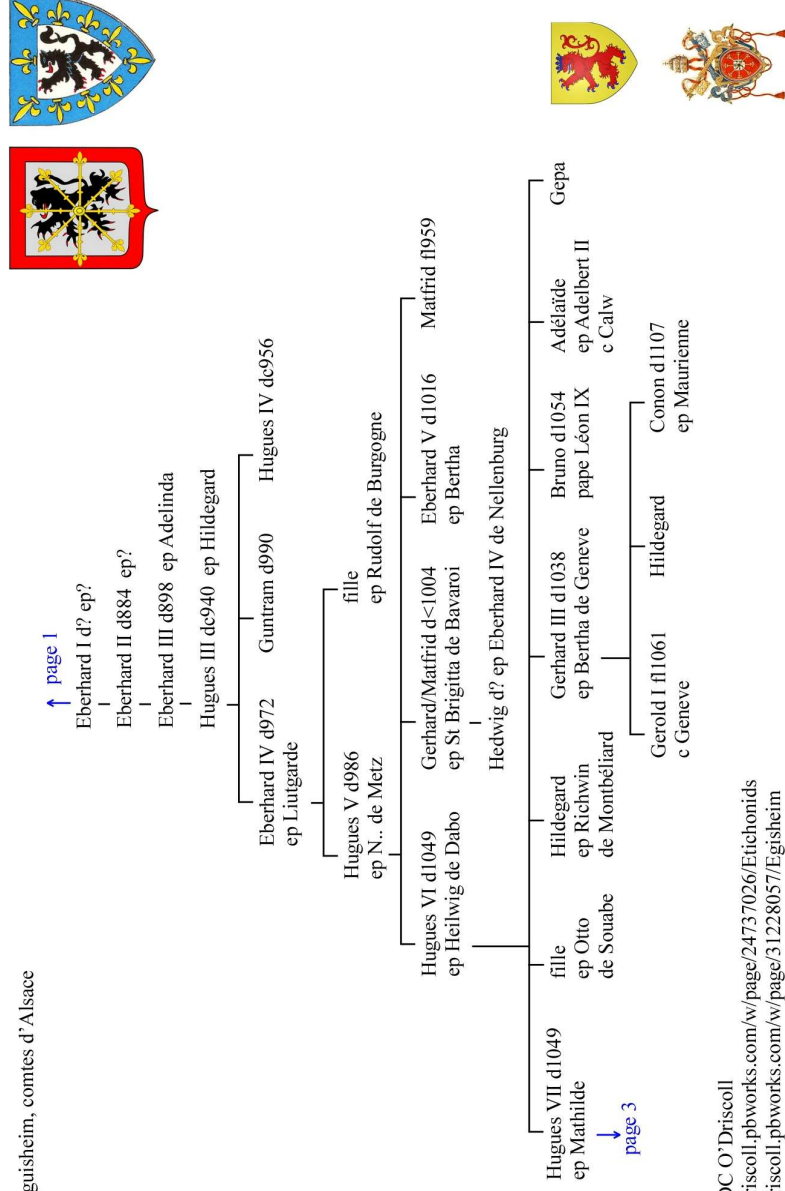 guisheim, comtes d’Alsace
↑ page 1
Eberhard I d? ep?
Eberhard II d884 ep?
Eberhard III d898 ep Adelinda
Hugues III dc940 ep Hildegard
Eberhard IV d972
ep Liutgarde
Guntram d990
Hugues IV dc956
Hugues V d986
ep N.. de Metz
fille
ep Rudolf de Burgogne
Hugues VI d1049
ep Heilwig de Dabo
Gerhard/Matfrid d<1004
ep St Brigitta de Bavaroi
Eberhard V d1016
ep Bertha
Matfrid fl959
Hedwig d? ep Eberhard IV de Nellenburg
Hugues VII d1049
ep Mathilde
↓
page 3
fille
ep Otto
de Souabe
Hildegard
ep Richwin
de Montbéliard
Gerhard III d1038
ep Bertha de Geneve
Bruno d1054
pape Léon IX
Adélaïde
ep Adelbert II
c Calw
Gepa
Gerold I fl1061
c Geneve
Hildegard
Conon d1107
ep Maurienne
OC O’Driscoll
riscoll.pbworks.com/w/page/24737026/Etichonids
riscoll.pbworks.com/w/page/31228057/Egisheim